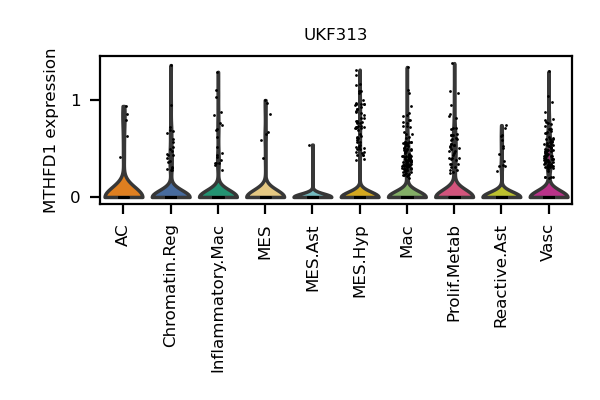 UKF313
MTHFD1 expression
1
0
AC
Chromatin.Reg
Inflammatory.Mac
MES
MES.Ast
MES.Hyp
Mac
Prolif.Metab
Reactive.Ast
Vasc